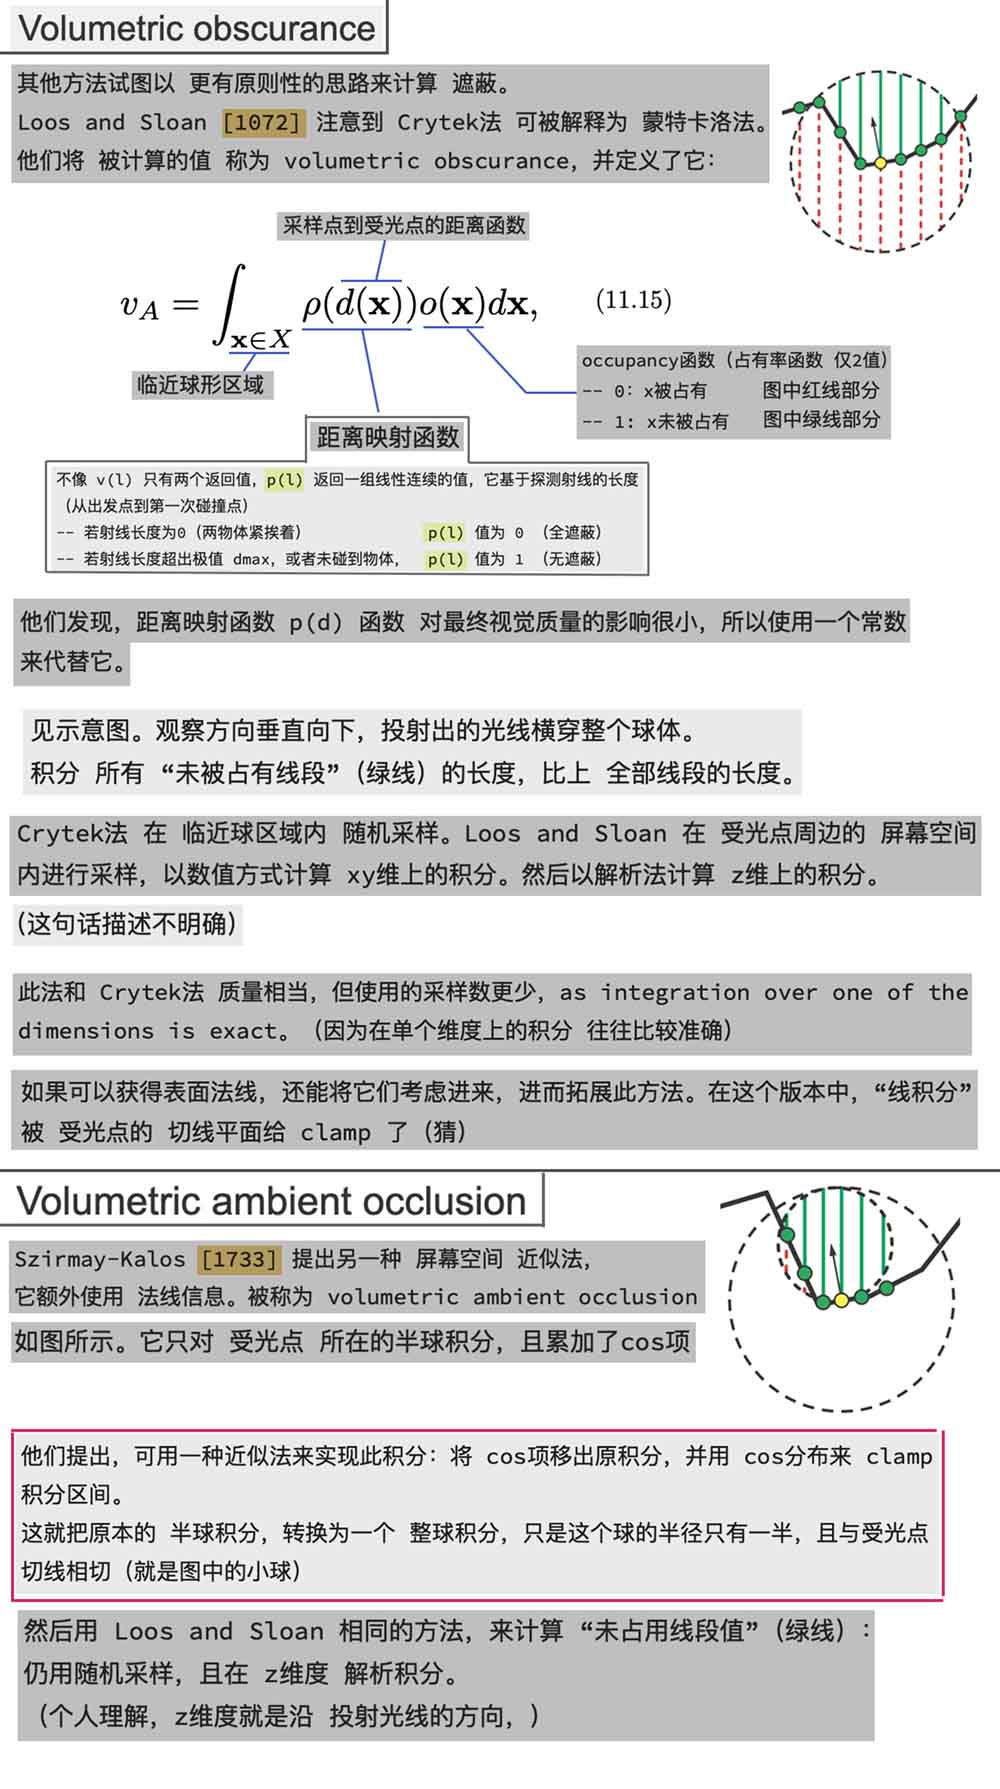 Volumetric obscurance
其他方法试图以 更有原则性的思路来计算 遮蔽。
Loos and Sloan [1072] 注意到 Crytek法 可被解释为 蒙特卡洛法。
他们将 被计算的值 称为 volumetric obscurance, 并定义了它:
采样点到受光点的距离函数
v_A = ∫_{x∈X} ρ(d(x))o(x)dx, (11.15)
临近球形区域
occupancy函数 (占有率函数 仅2值)
-- 0: x被占有 图中红线部分
-- 1: x未被占有 图中绿线部分
距离映射函数
不像 v(l) 只有两个返回值, p(l) 返回一组线性连续的值, 它基于探测射线的长度
(从出发点到第一次碰撞点)
-- 若射线长度为0 (两物体紧挨着) p(l) 值为 0 (全遮蔽)
-- 若射线长度超出极值 dmax, 或者未碰到物体, p(l) 值为 1 (无遮蔽)
他们发现, 距离映射函数 p(d) 函数 对最终视觉质量的影响很小, 所以使用一个常数
来代替它。
见示意图。观察方向垂直向下, 投射出的光线横穿整个球体。
积分 所有 “未被占有线段” (绿线) 的长度, 比上 全部线段的长度。
Crytek法 在 临近球区域内 随机采样。Loos and Sloan 在 受光点周边的 屏幕空间
内进行采样, 以数值方式计算 xy维上的积分。然后以解析法计算 z维上的积分。
(这句话描述不明确)
此法和 Crytek法 质量相当, 但使用的采样数更少, as integration over one of the
dimensions is exact。(因为在单个维度上的积分 往往比较准确)
如果可以获得表面法线, 还能将它们考虑进来, 进而拓展此方法。在这个版本中, “线积分”
被 受光点的 切线平面给 clamp 了 (猜)
Volumetric ambient occlusion
Szirmay-Kalos [1733] 提出另一种 屏幕空间 近似法,
它额外使用 法线信息。被称为 volumetric ambient occlusion
如图所示。它只对 受光点 所在的半球积分, 且累加了cos项
他们提出, 可用一种近似法来实现此积分: 将 cos项移出原积分, 并用 cos分布来 clamp
积分区间。
这就把原本的 半球积分, 转换为一个 整球积分, 只是这个球的半径只有一半, 且与受光点
切线相切 (就是图中的小球)
然后用 Loos and Sloan 相同的方法, 来计算 “未占用线段值” (绿线) :
仍用随机采样, 且在 z维度 解析积分。
(个人理解, z维度就是沿 投射光线的方向, )